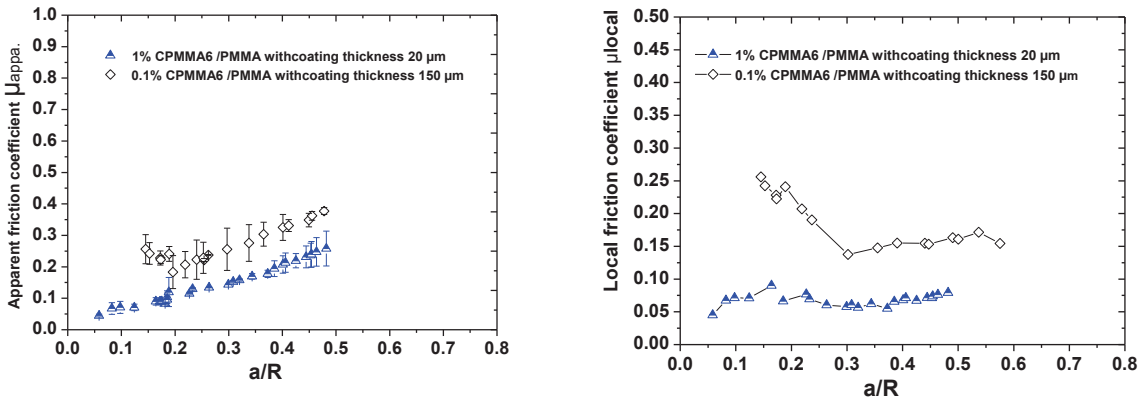 1.0
0.9
0.8
0.7
0.6
0.5
0.4
0.3
0.2
0.1
0.0
0.0 0.1 0.2 0.3 0.4 0.5 0.6 0.7 0.8
a/R
Apparent friction coefficient μappa.
1% CPMMA6 /PMMA withcoating thickness 20 μm
0.1% CPMMA6 /PMMA withcoating thickness 150 μm
0.50
0.45
0.40
0.35
0.30
0.25
0.20
0.15
0.10
0.05
0.00
0.0 0.1 0.2 0.3 0.4 0.5 0.6 0.7 0.8
a/R
Local friction coefficient μlocal
1% CPMMA6 /PMMA withcoating thickness 20 μm
0.1% CPMMA6 /PMMA withcoating thickness 150 μm